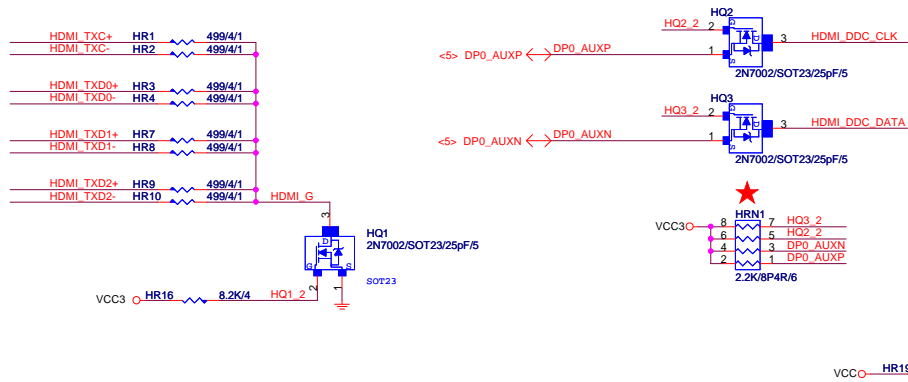 HDMI_TXC+ HR1 499/4/1
HDMI_TXC- HR2
HDMI_TXD0+ HR3 499/4/1
HDMI_TXD0- HR4 499/4/1
HDMI_TXD1+ HR7 499/4/1
HDMI_TXD1- HR8 499/4/1
HDMI_TXD2+ HR9 499/4/1
HDMI_TXD2- HR10 499/4/1 HDMI_G
3
D
G S
HQ1
2N7002/SOT23/25pF/5
SOT23
2 1
VCC3 HR16 8.2K/4 HQ1_2
HQ2
HQ2_2 2 G
D 3 HDMI_DDC_CLK
<5> DP0_AUXP DP0_AUXP 1 S
2N7002/SOT23/25pF/5
HQ3
HQ3_2 2 G
D 3 HDMI_DDC_DATA
<5> DP0_AUXN DP0_AUXN 1 S
2N7002/SOT23/25pF/5
HRN1
VCC3 8 7 HQ3_2
6 5 HQ2_2
4 3 DP0_AUXN
2 1 DP0_AUXP
2.2K/8P4R/6
VCC HR19